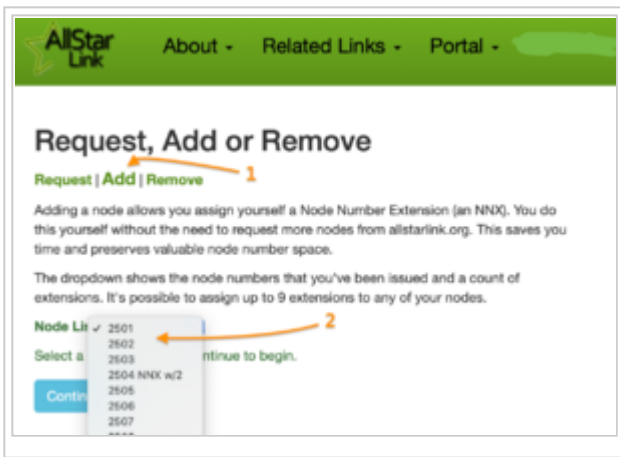 AllStar Link About Related Links Portal
Request, Add or Remove
1
Request | Add | Remove
Adding a node allows you assign yourself a Node Number Extension (an NNX). You do
this yourself without the need to request more nodes from allstarlink.org. This saves you
time and preserves valuable node number space.
The dropdown shows the node numbers that you've been issued and a count of
extensions. It's possible to assign up to 9 extensions to any of your nodes.
2
Node ✓ 2501
2502
Select a 2503 to begin.
2504 NNX w/2
2505
2506
2507